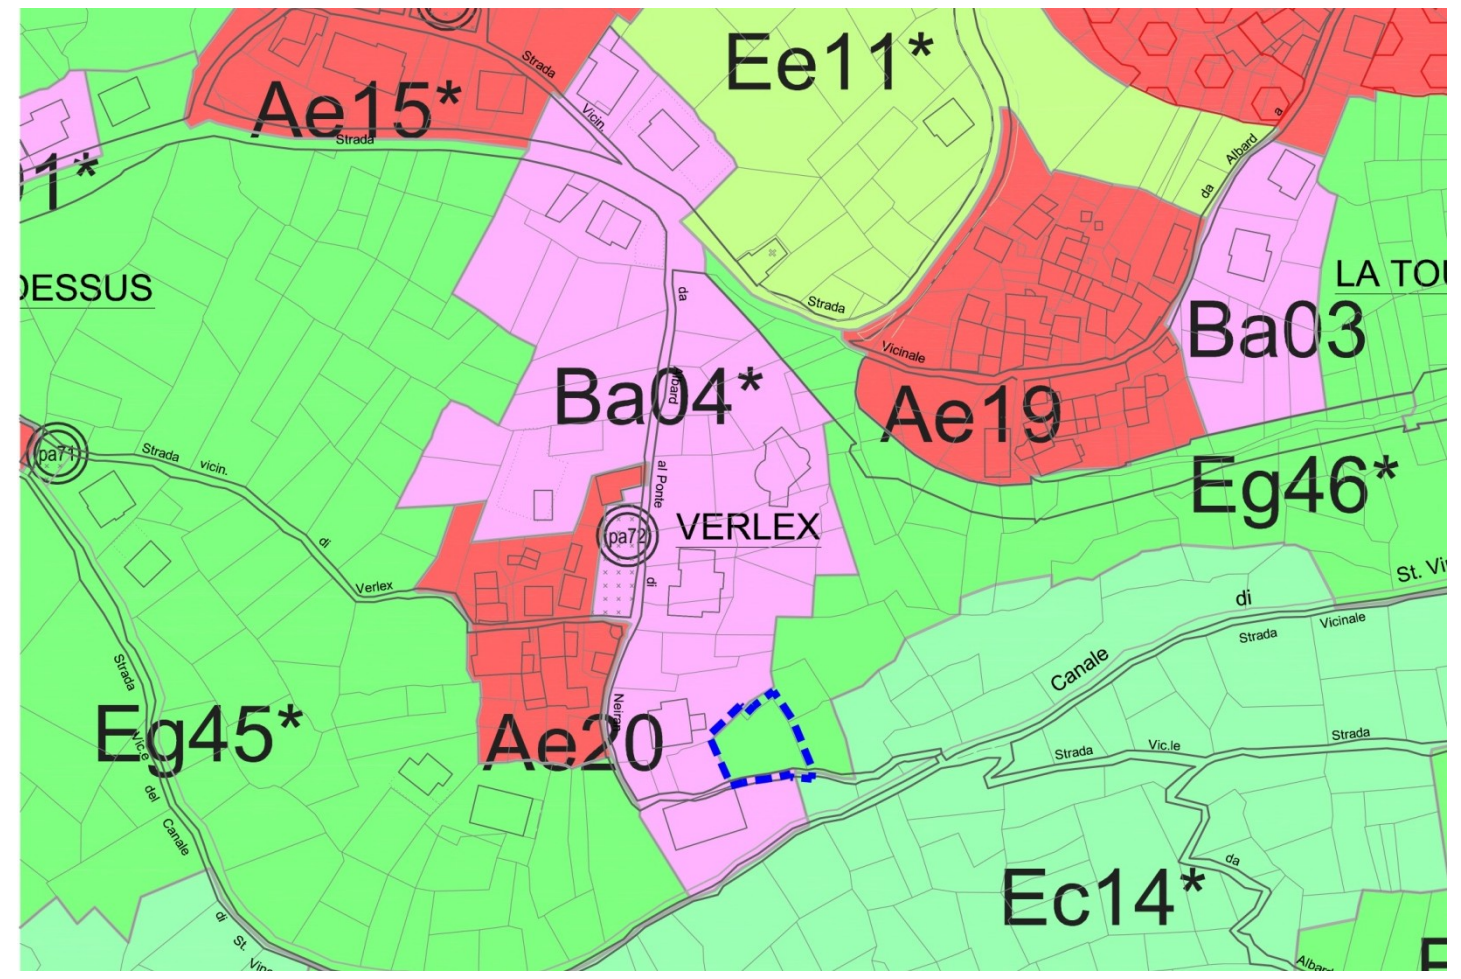 Ee11*
Strada
Ae15*
Vicin.
Strada
a
Albard
da
1*
DESSUS
da
Strada
LA TOU
Ba03
Vicinale
Ba04*
Albard
Ae19
pa71
Strada vicin.
al Ponte
Eg46*
pa72
VERLEX
di
di
Verlex
St. Vi
di
Strada Vicinale
Canale
Strada
Eg45*
Vic.e
del
Canale
Ae20
Strada Vic.le Strada
da
Ec14*
di
St.
Albard